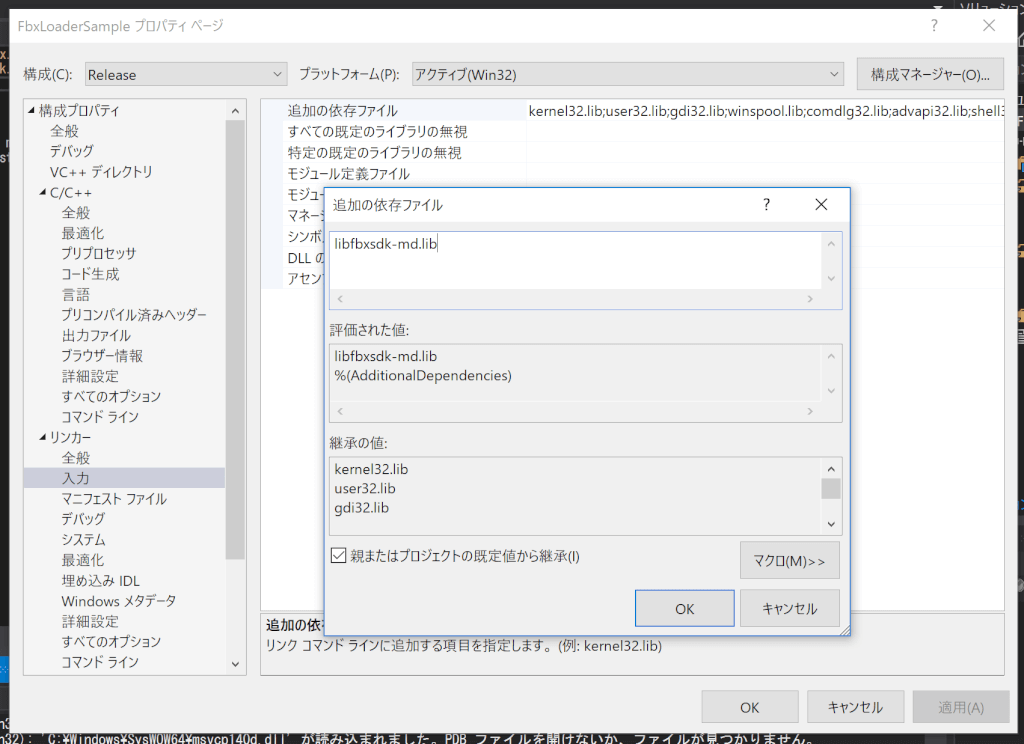 ソリューション
FbxLoaderSample プロパティ ページ
構成(C): Release プラットフォーム(P): アクティブ(Win32) 構成マネージャー(O)...
構成プロパティ
全般
デバッグ
VC++ ディレクトリ
C/C++
全般
最適化
プリプロセッサ
コード生成
言語
プリコンパイル済みヘッダー
出力ファイル
ブラウザー情報
詳細設定
すべてのオプション
コマンド ライン
リンカー
全般
入力
マニフェスト ファイル
デバッグ
システム
最適化
埋め込み IDL
Windows メタデータ
詳細設定
すべてのオプション
コマンド ライン
追加の依存ファイル kernel32.lib;user32.lib;gdi32.lib;winspool.lib;comdlg32.lib;advapi32.lib;shell3
すべての既定のライブラリの無視
特定の既定のライブラリの無視
モジュール定義ファイル
モジュー
マネージ
シンボ
DLL の
アセンブ
追加の依存ファイル
libfbxsdk-md.lib
評価された値:
libfbxsdk-md.lib
%(AdditionalDependencies)
継承の値:
kernel32.lib
user32.lib
gdi32.lib
親またはプロジェクトの既定値から継承(I)
マクロ(M)>>
OK キャンセル
追加の依
リンク コマンド ラインに追加する項目を指定します。(例: kernel32.lib)
OK キャンセル 適用(A)
n32): 'C:¥Windows¥SysWOW64¥msvcp140d.dll' が読み込まれました。PDB ファイルを開けないか、ファイルが見つかりません。